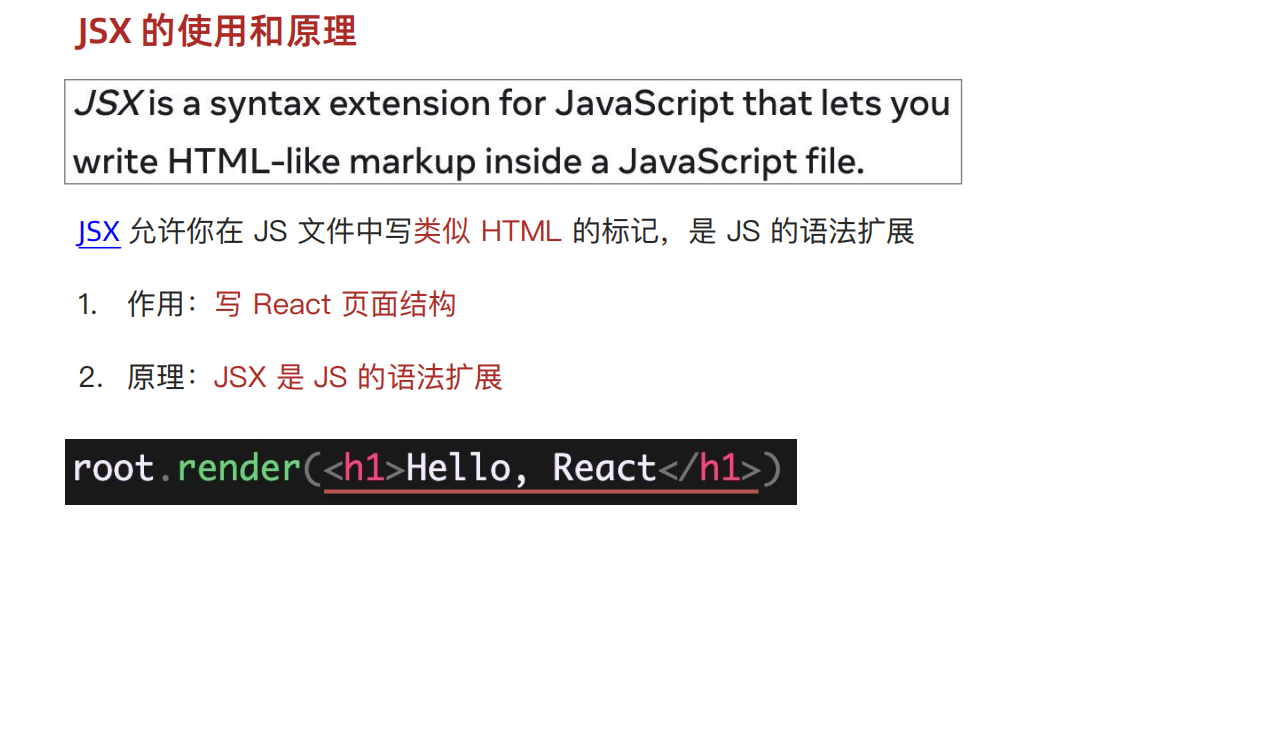 JSX 的使用和原理
JSX is a syntax extension for JavaScript that lets you
write HTML-like markup inside a JavaScript file.
JSX 允许你在 JS 文件中写类似 HTML 的标记，是 JS 的语法扩展
1. 作用：写 React 页面结构
2. 原理：JSX 是 JS 的语法扩展
root.render(<h1>Hello, React</h1>)